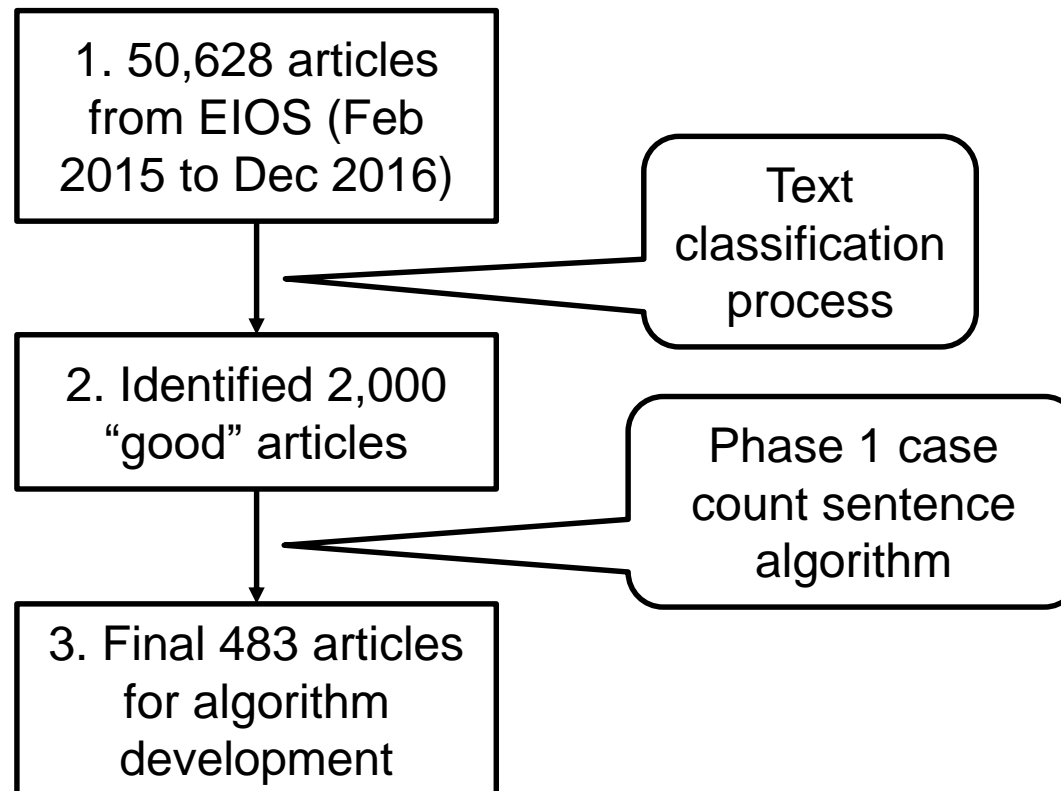 1. 50,628 articles
from EIOS (Feb
2015 to Dec 2016)
Text
classification
process
2. Identified 2,000
“good” articles
Phase 1 case
count sentence
algorithm
3. Final 483 articles
for algorithm
development